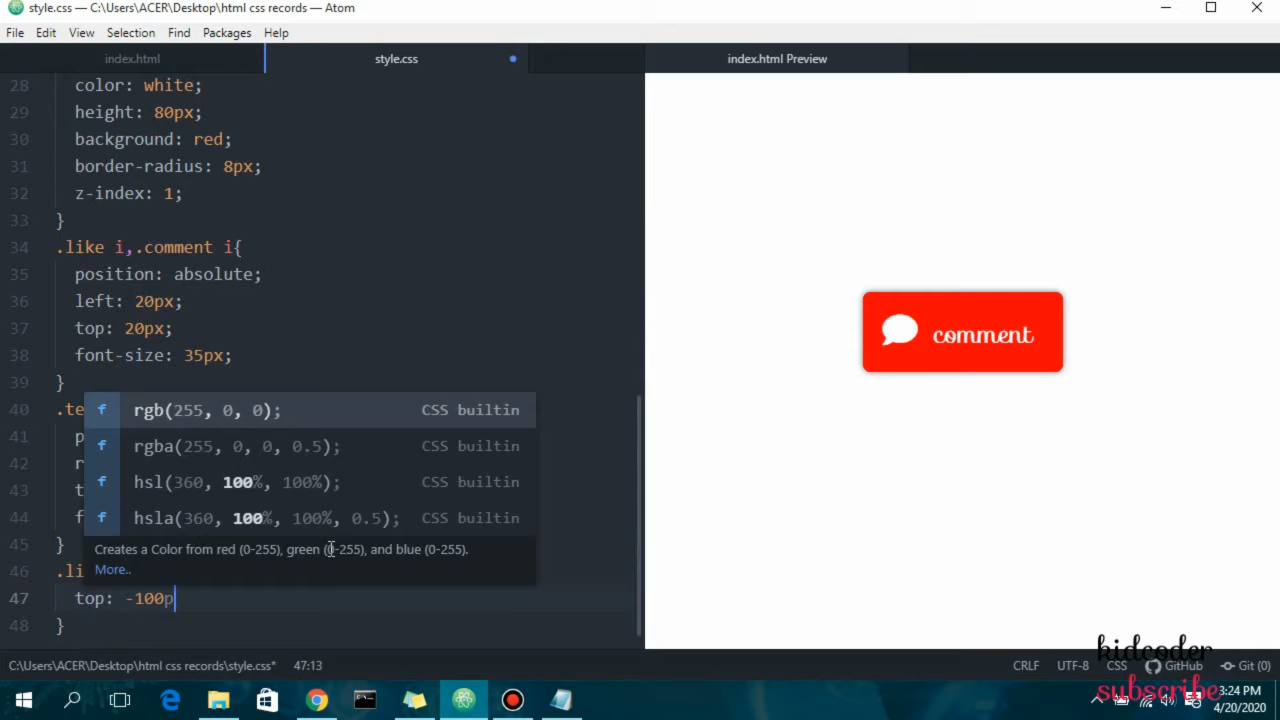 style.css — C:\Users\ACER\Desktop\html css records — Atom
File Edit View Selection Find Packages Help
index.html style.css index.html Preview
28 color: white;
29 height: 80px;
30 background: red;
31 border-radius: 8px;
32 z-index: 1;
33 }
34 .like i,.comment i{
35 position: absolute;
36 left: 20px;
37 top: 20px;
38 font-size: 35px;
39 }
40 .te
41 p
42 r
43 t
44 f
45 }
46 .li
47 top: -100p
48 }
f rgb(255, 0, 0); CSS builtin
f rgba(255, 0, 0, 0.5); CSS builtin
f hsl(360, 100%, 100%); CSS builtin
f hsla(360, 100%, 100%, 0.5); CSS builtin
Creates a Color from red (0-255), green (0-255), and blue (0-255).
More..
comment
kidcoder
subscribe
C:\Users\ACER\Desktop\html css records\style.css* 47:13 CRLF UTF-8 CSS GitHub Git (0)
3:24 PM
4/20/2020